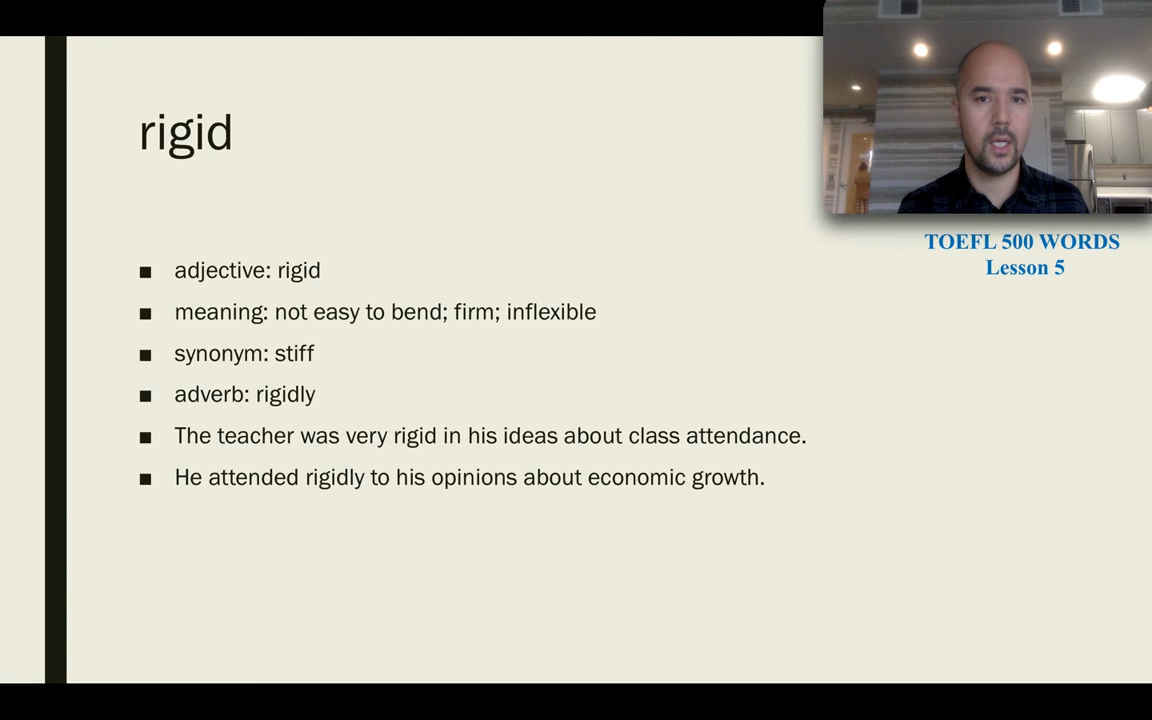 rigid
TOEFL 500 WORDS
Lesson 5
adjective: rigid
meaning: not easy to bend; firm; inflexible
synonym: stiff
adverb: rigidly
The teacher was very rigid in his ideas about class attendance.
He attended rigidly to his opinions about economic growth.